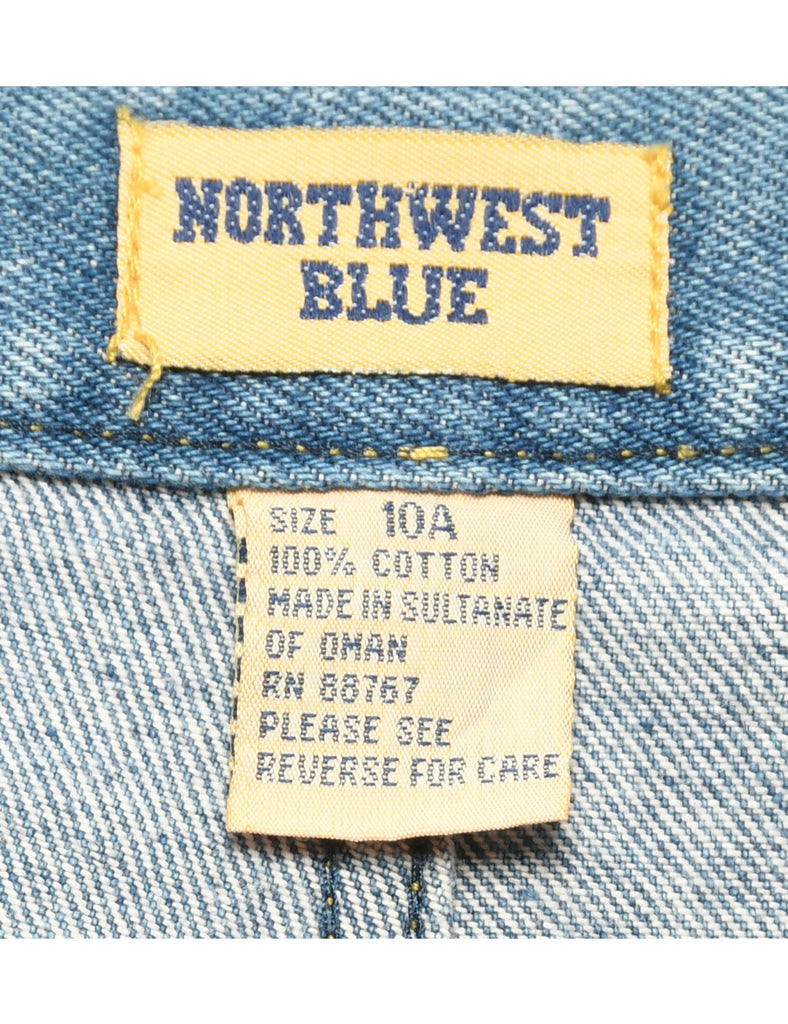 NORTHWEST
BLUE
SIZE 10A
100% COTTON
MADE IN SULTANATE
OF OMAN
RN 88767
PLEASE SEE
REVERSE FOR CARE